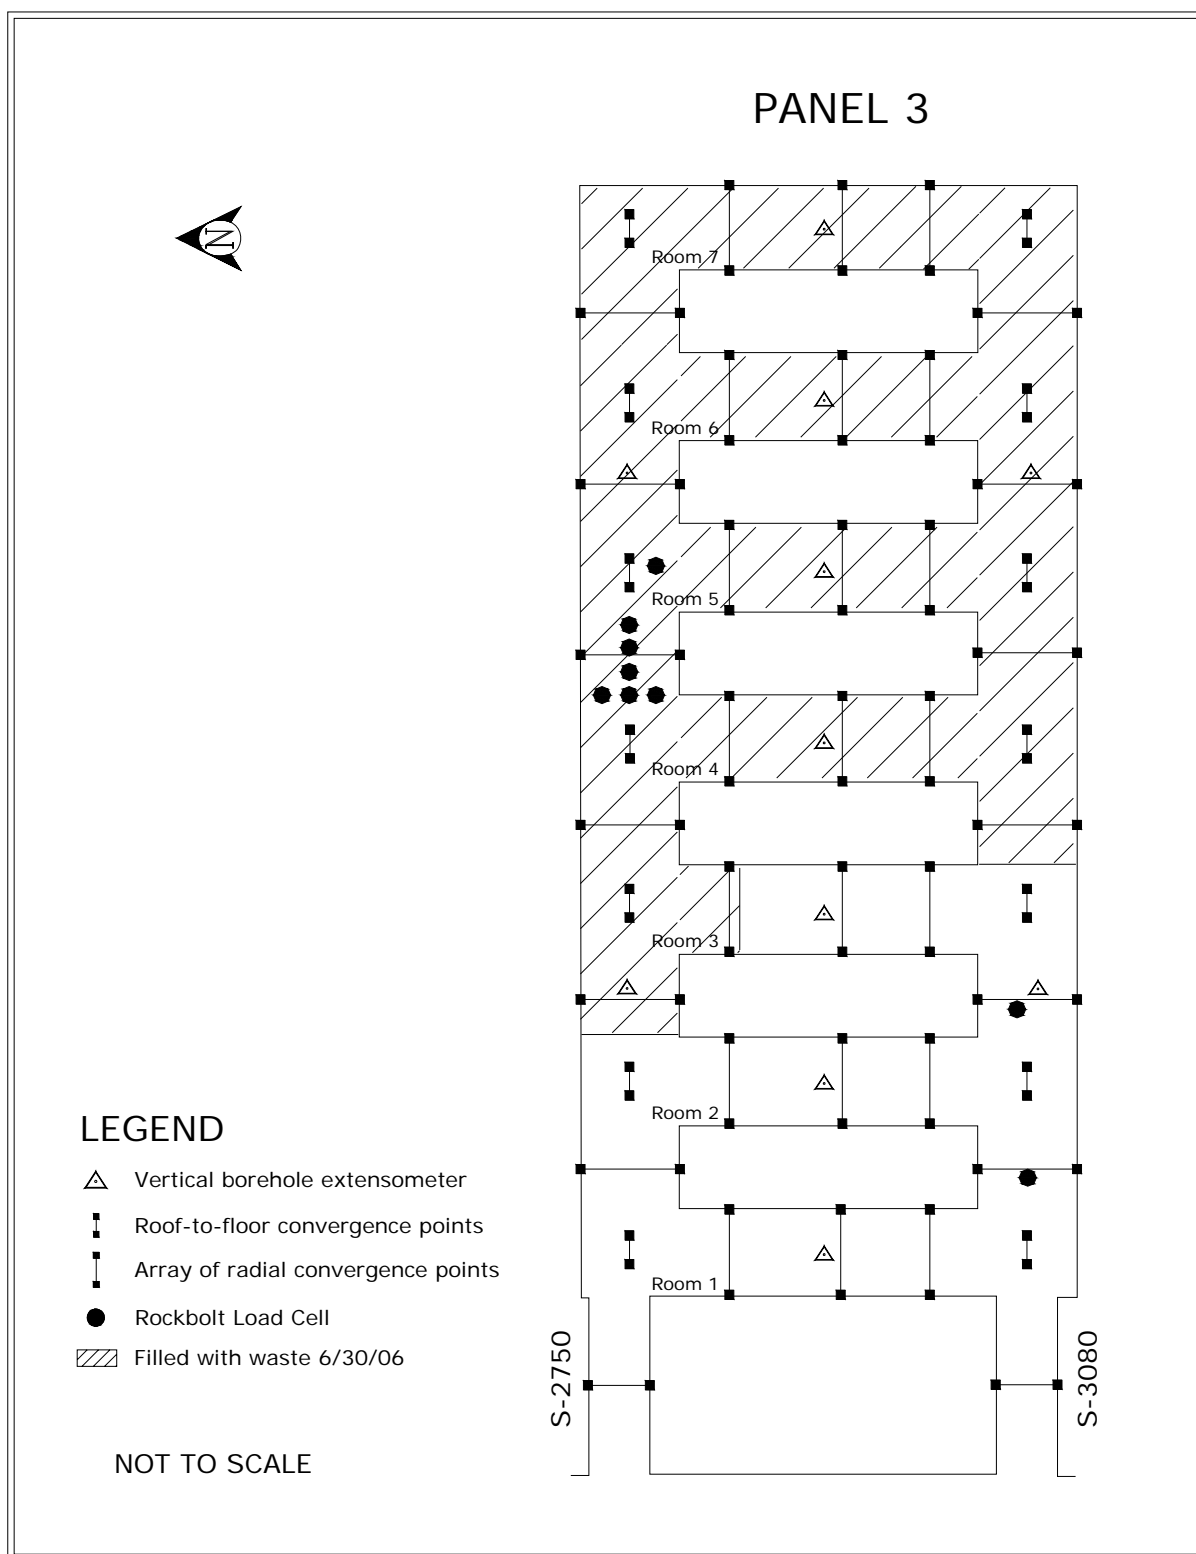 PANEL 3
N
Room 7
Room 6
Room 5
Room 4
Room 3
Room 2
Room 1
S-2750
S-3080
LEGEND
Vertical borehole extensometer
Roof-to-floor convergence points
Array of radial convergence points
Rockbolt Load Cell
Filled with waste 6/30/06
NOT TO SCALE